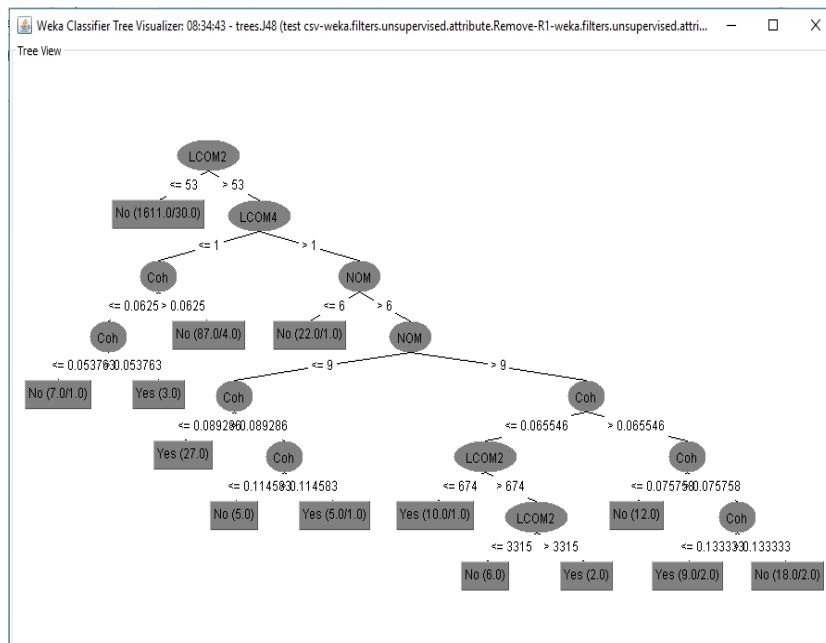 Weka Classifier Tree Visualizer: 08:34:43 - trees.J48 (test csv-weka.filters.unsupervised.attribute.Remove-R1-weka.filters.unsupervised.attri...
Tree View
LCOM2
<= 53 > 53
No (1611.0/30.0) LCOM4
<= 1 > 1
Coh NOM
<= 0.0625 > 0.0625 <= 6 > 6
Coh No (87.0/4.0) No (22.0/1.0) NOM
<= 0.053763 > 0.053763 <= 9 > 9
No (7.0/1.0) Yes (3.0) Coh Coh
<= 0.089286 > 0.089286 <= 0.065546 > 0.065546
Yes (27.0) Coh LCOM2 Coh
<= 0.114583 > 0.114583 <= 674 > 674 <= 0.075758 > 0.075758
No (5.0) Yes (5.0/1.0) Yes (10.0/1.0) LCOM2 No (12.0) Coh
<= 3315 > 3315 <= 0.133333 > 0.133333
No (6.0) Yes (2.0) Yes (9.0/2.0) No (18.0/2.0)